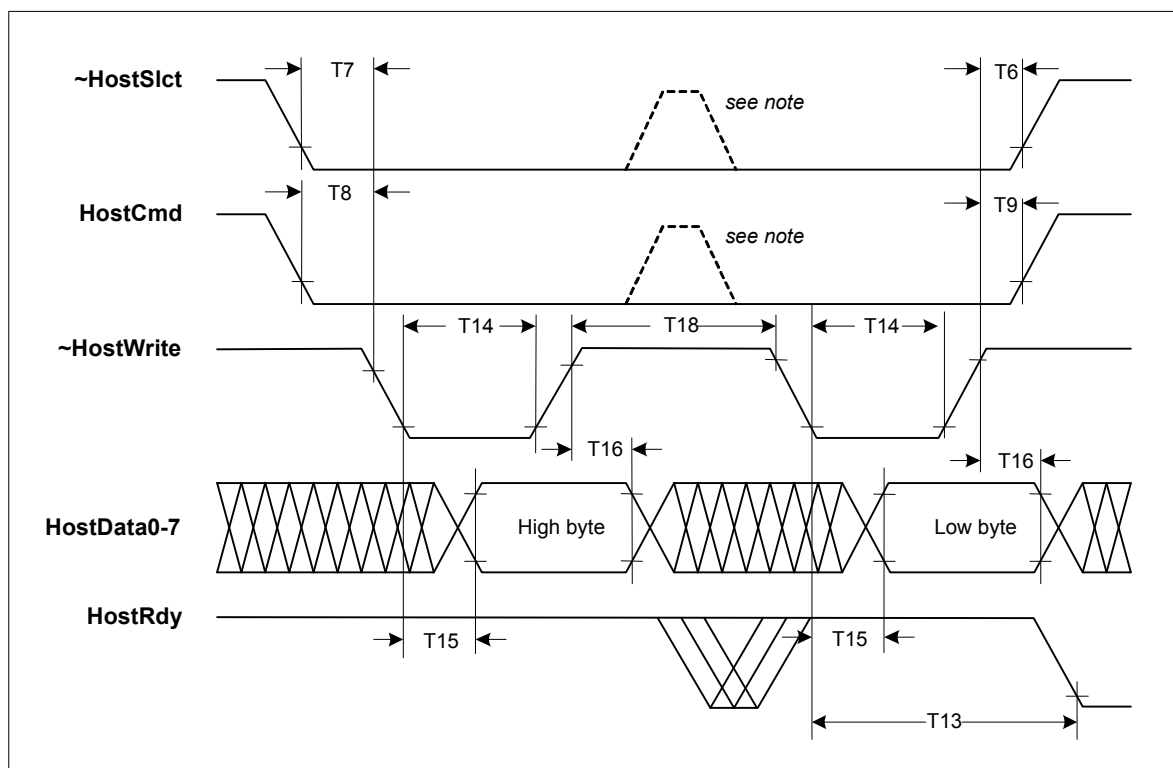 ~HostSlct
T7
T6
see note
HostCmd
T8
T9
see note
~HostWrite
T14
T18
T14
T16
T16
HostData0-7
High byte
Low byte
HostRdy
T15
T15
T13